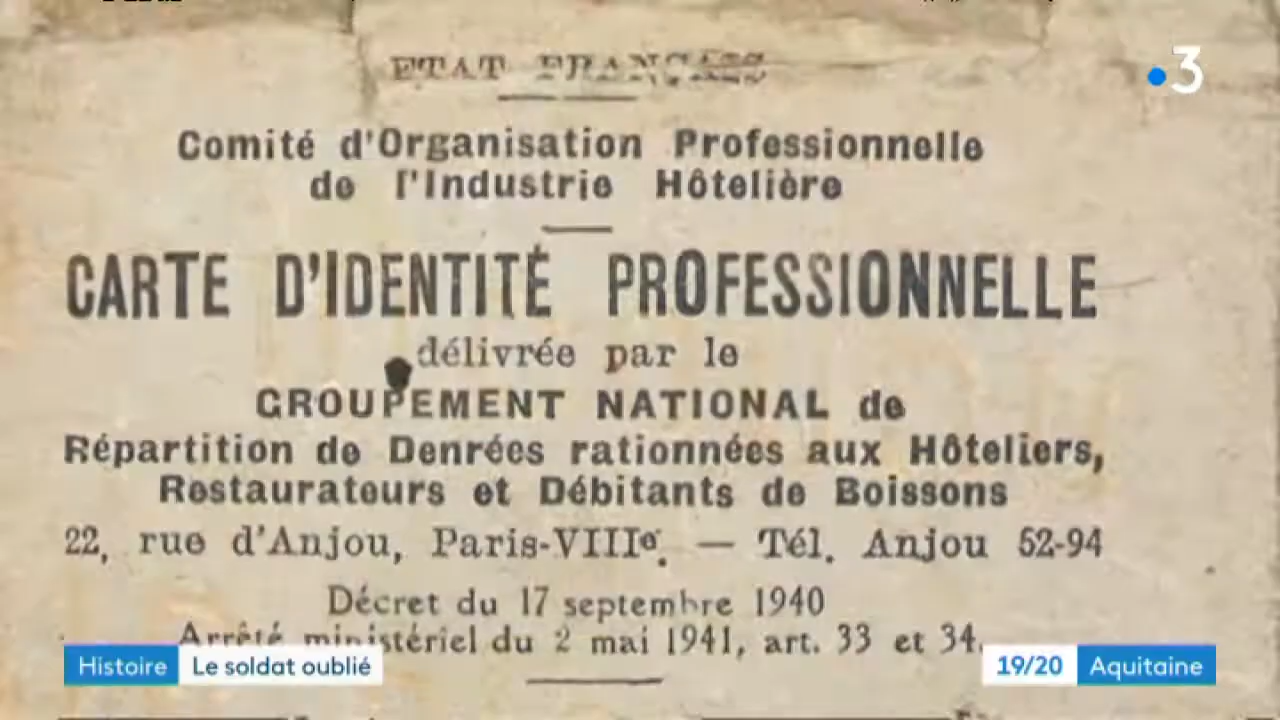 ETAT FRANÇAIS
3
Comité d'Organisation Professionnelle
de l'Industrie Hôtelière
CARTE D'IDENTITÉ PROFESSIONNELLE
délivrée par le
GROUPEMENT NATIONAL de
Répartition de Denrées rationnées aux Hôteliers,
Restaurateurs et Débitants de Boissons
22, rue d'Anjou, Paris-VIIIe. — Tél. Anjou 52-94
Décret du 17 septembre 1940
Arrêté ministériel du 2 mai 1941, art. 33 et 34.
Histoire Le soldat oublié
19/20 Aquitaine